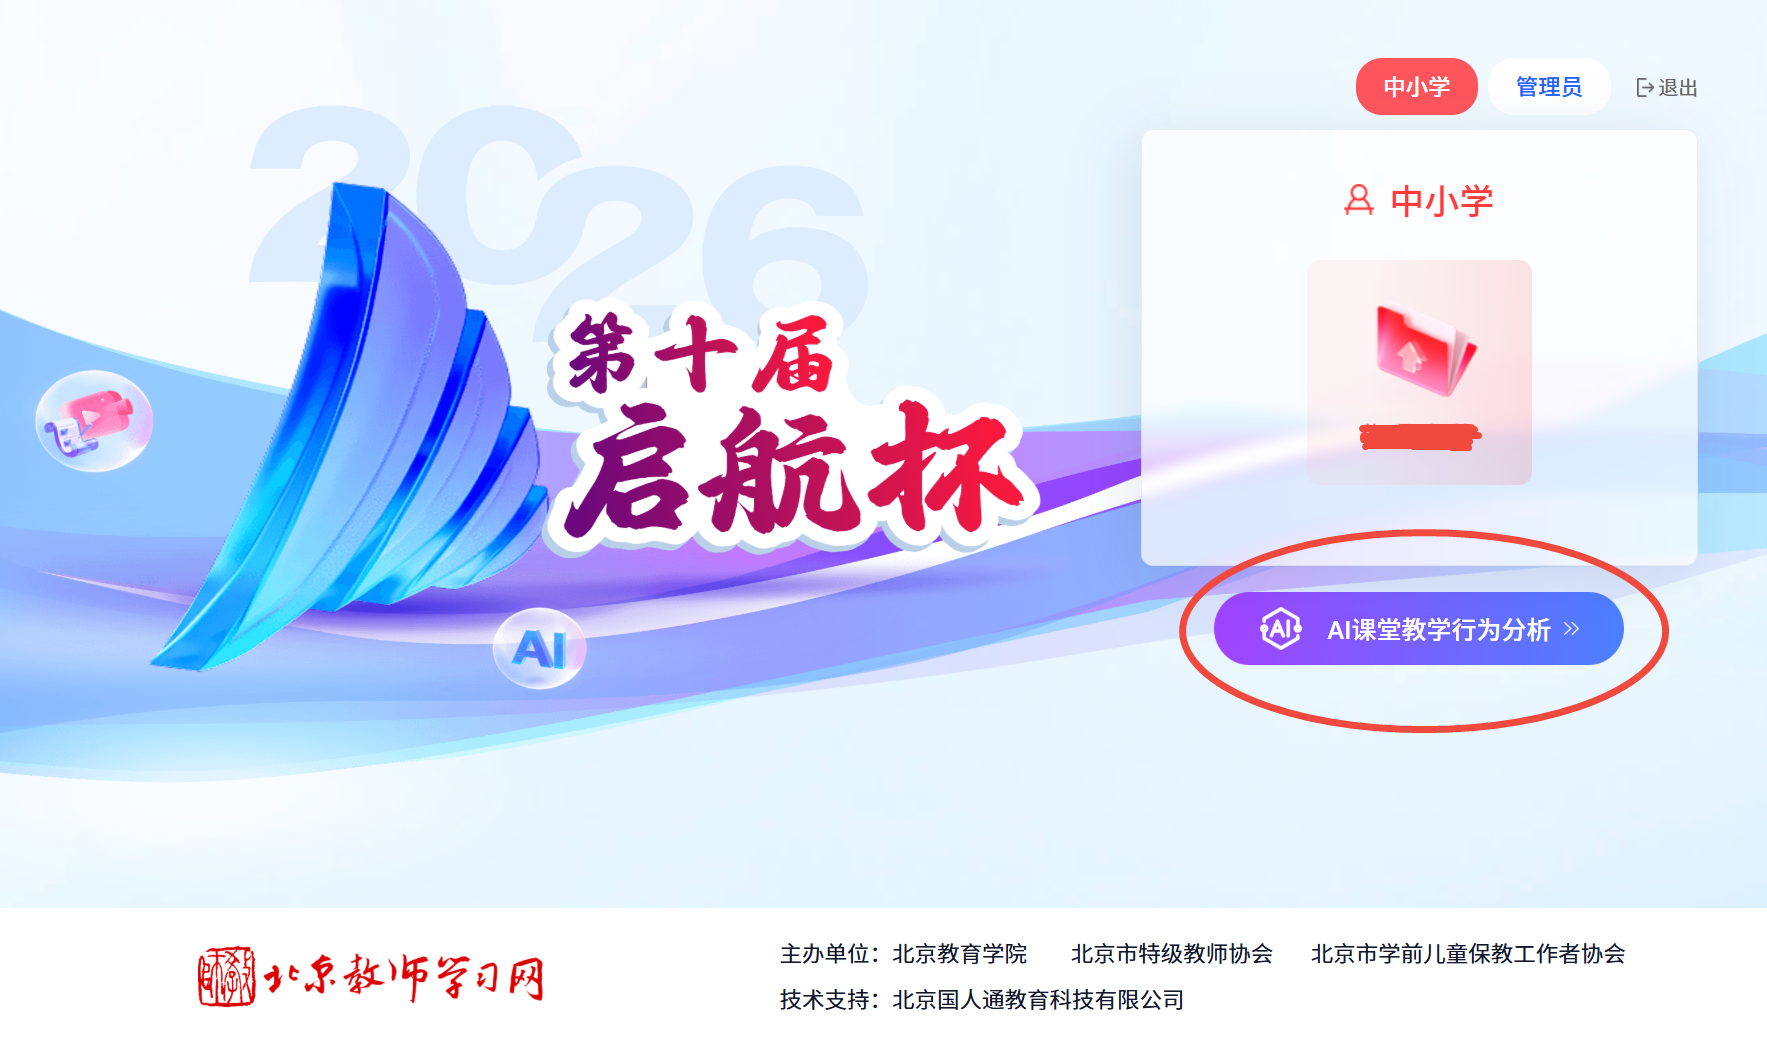 中小学 管理员 退出
2026
中小学
第十届
启航杯
AI
AI课堂教学行为分析
北京教师学习网
主办单位：北京教育学院 北京市特级教师协会 北京市学前儿童保教工作者协会
技术支持：北京国人通教育科技有限公司